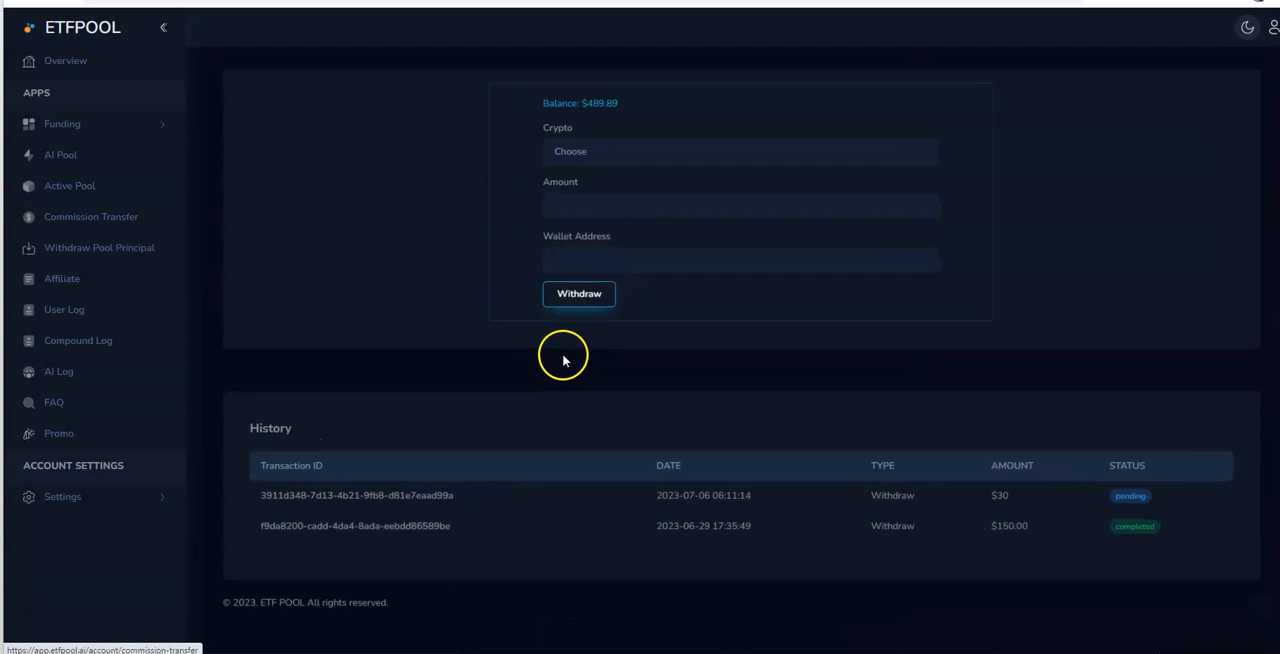 ETFPOOL
Overview
APPS
Funding
AI Pool
Active Pool
Commission Transfer
Withdraw Pool Principal
Affiliate
User Log
Compound Log
AI Log
FAQ
Promo
ACCOUNT SETTINGS
Settings
Balance: $489.89
Crypto
Choose
Amount
Wallet Address
Withdraw
History
Transaction ID DATE TYPE AMOUNT STATUS
3911d348-7d13-4b21-9fb8-d81e7eaad99a 2023-07-06 06:11:14 Withdraw $30 pending
f9da8200-cadd-4da4-8ada-eebdd86589be 2023-06-29 17:35:49 Withdraw $150.00 completed
© 2023. ETF POOL All rights reserved.
https://app.etfpool.ai/account/commission-transfer